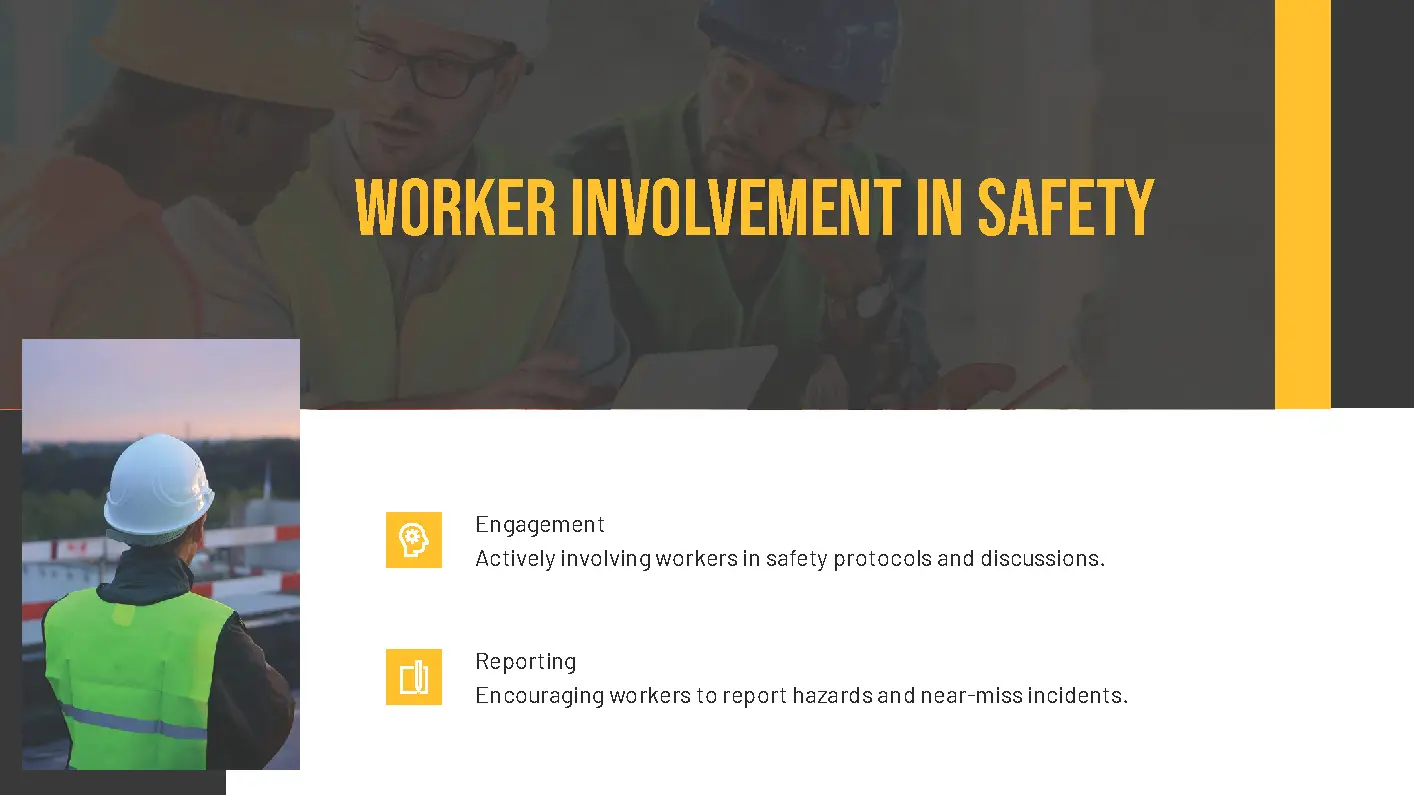 WORKER INVOLVEMENT IN SAFETY
Engagement
Actively involving workers in safety protocols and discussions.
Reporting
Encouraging workers to report hazards and near-miss incidents.